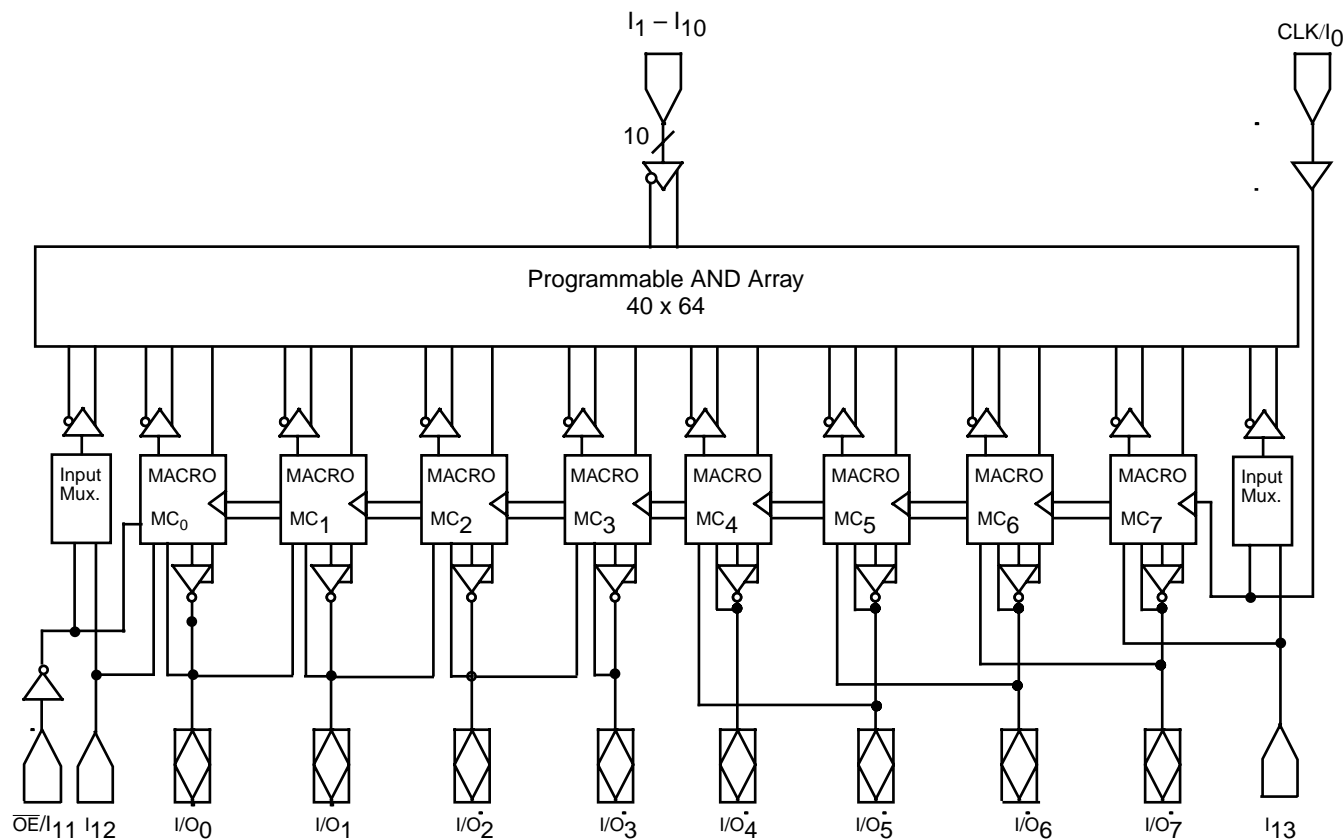 I1 – I10
CLK/I0
10
Programmable AND Array
40 x 64
Input
Mux.
MACRO
MC0
MACRO
MC1
MACRO
MC2
MACRO
MC3
MACRO
MC4
MACRO
MC5
MACRO
MC6
MACRO
MC7
Input
Mux.
O̅E̅/I11
I12
I/O0
I/O1
I/O2
I/O3
I/O4
I/O5
I/O6
I/O7
I13